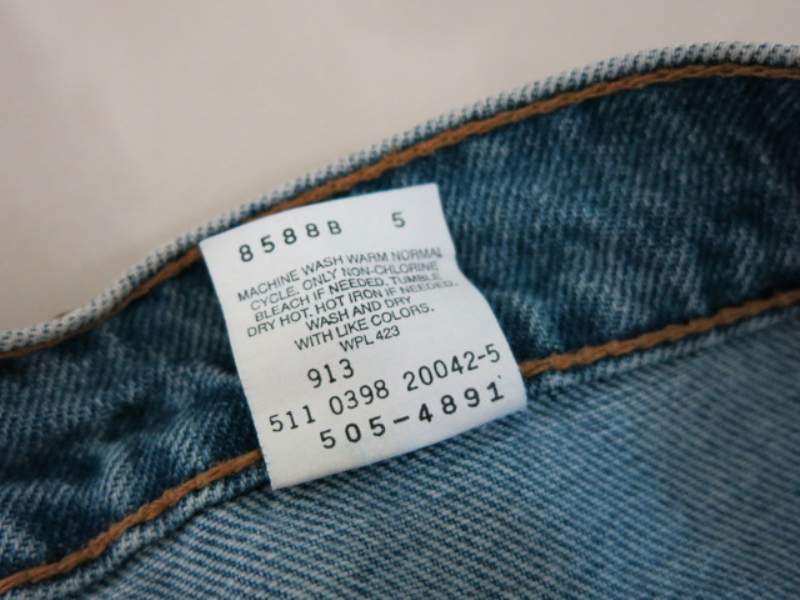 8588B 5
MACHINE WASH WARM NORMAL
CYCLE. ONLY NON-CHLORINE
BLEACH IF NEEDED. TUMBLE
DRY HOT. HOT IRON IF NEEDED.
WASH AND DRY
WITH LIKE COLORS.
WPL 423
913
511 0398 20042-5
505-4891